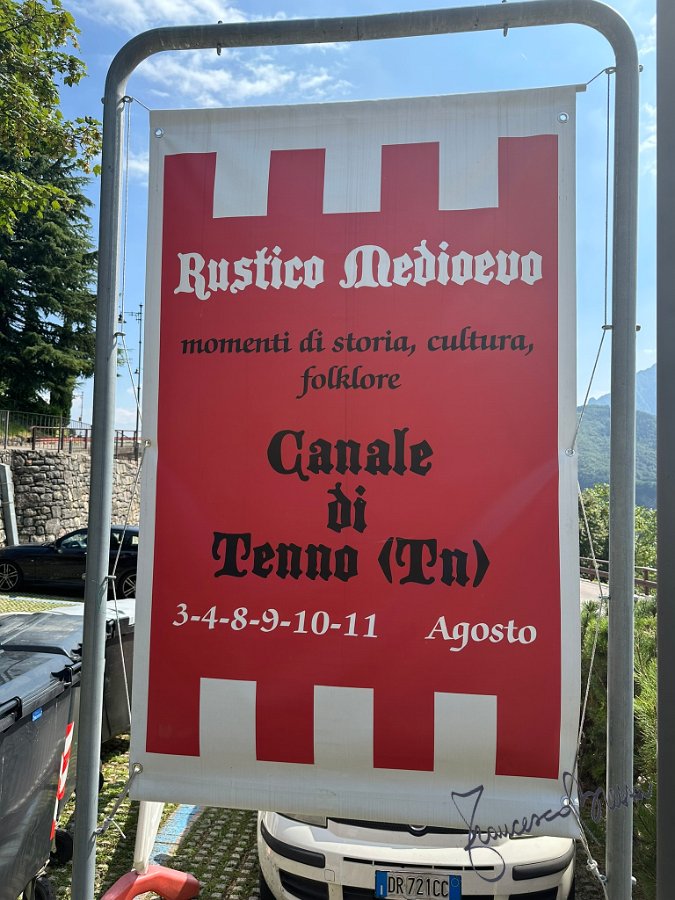 Rustico Medioevo
momenti di storia, cultura,
folklore
Canale
di
Tenno (Tn)
3-4-8-9-10-11 Agosto
Francesco
I DR 721CC